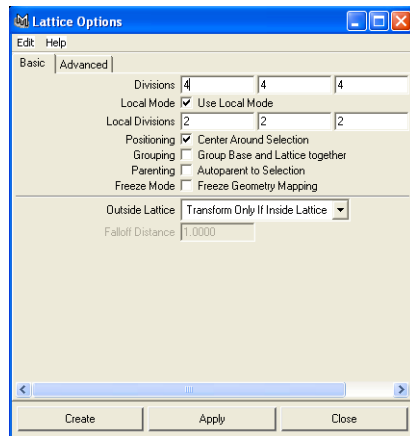 Lattice Options
Edit Help
Basic Advanced
Divisions 4 4 4
Local Mode Use Local Mode
Local Divisions 2 2 2
Positioning Center Around Selection
Grouping Group Base and Lattice together
Parenting Autoparent to Selection
Freeze Mode Freeze Geometry Mapping
Outside Lattice Transform Only If Inside Lattice
Falloff Distance 1.0000
Create Apply Close